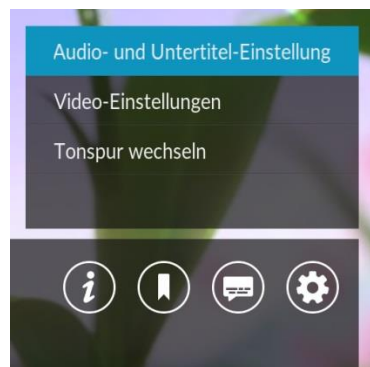 Audio- und Untertitel-Einstellung
Video-Einstellungen
Tonspur wechseln